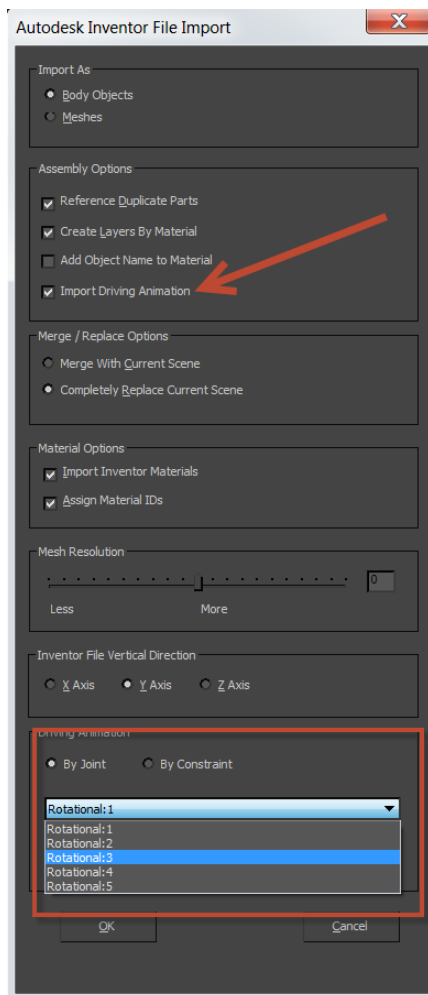 Autodesk Inventor File Import
Import As
Body Objects
Meshes
Assembly Options
Reference Duplicate Parts
Create Layers By Material
Add Object Name to Material
Import Driving Animation
Merge / Replace Options
Merge With Current Scene
Completely Replace Current Scene
Material Options
Import Inventor Materials
Assign Material IDs
Mesh Resolution
0
Less More
Inventor File Vertical Direction
X Axis Y Axis Z Axis
Driving Animation
By Joint By Constraint
Rotational:1
Rotational:1
Rotational:2
Rotational:3
Rotational:4
Rotational:5
OK Cancel